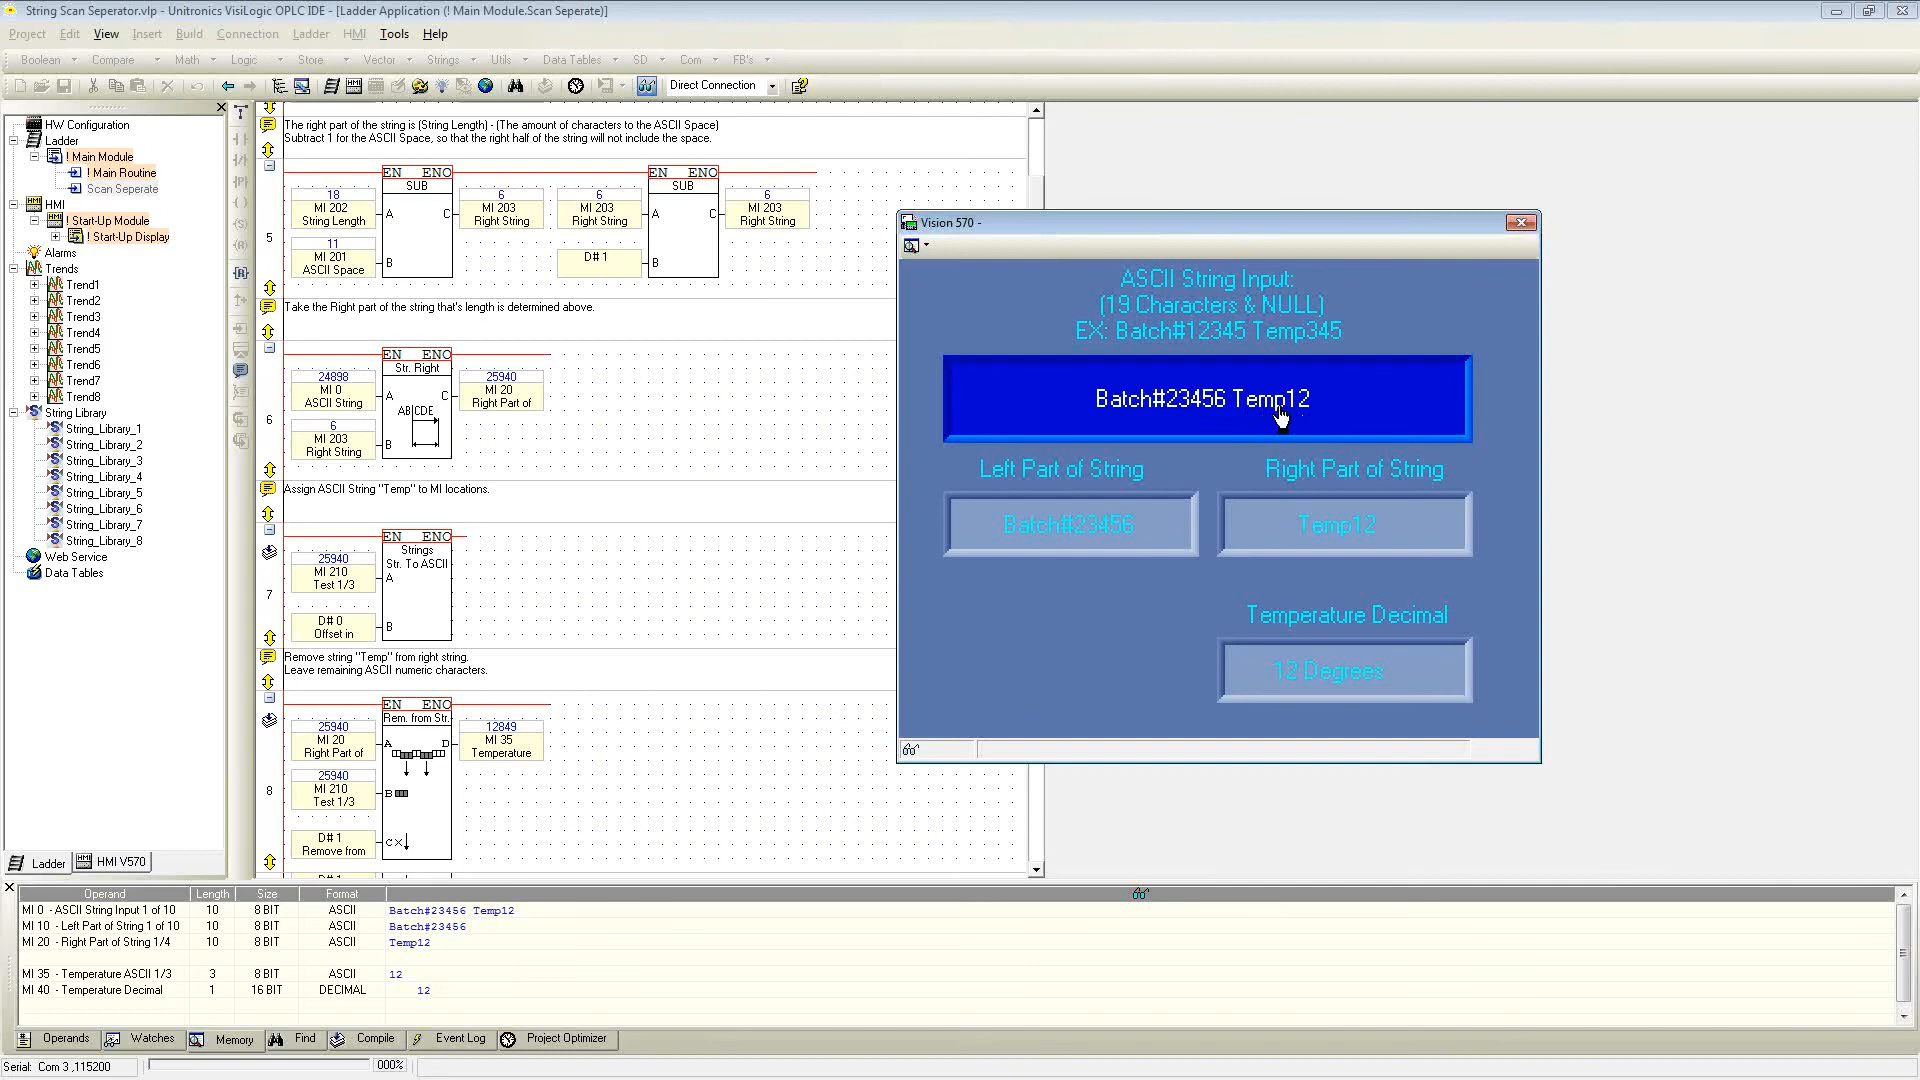 String Scan Seperator.vlp - Unitronics VisiLogic OPLC IDE - [Ladder Application (! Main Module.Scan Seperate)]
Project Edit View Insert Build Connection Ladder HMI Tools Help
Boolean Compare Math Logic Store Vector Strings Utils Data Tables SD Com FB's
Direct Connection
HW Configuration
Ladder
! Main Module
! Main Routine
Scan Seperate
HMI
! Start-Up Module
! Start-Up Display
Alarms
Trends
Trend1
Trend2
Trend3
Trend4
Trend5
Trend6
Trend7
Trend8
String Library
String_Library_1
String_Library_2
String_Library_3
String_Library_4
String_Library_5
String_Library_6
String_Library_7
String_Library_8
Web Service
Data Tables
Ladder HMI V570
The right part of the string is (String Length) - (The amount of characters to the ASCII Space)
Subtract 1 for the ASCII Space, so that the right half of the string will not include the space.
EN ENO EN ENO
SUB SUB
18 6 6 6
MI 202 A C MI 203 MI 203 A C MI 203
String Length Right String Right String Right String
5
11
MI 201 B D# 1 B
ASCII Space
Take the Right part of the string that's length is determined above.
EN ENO
Str. Right
24898 25940
MI 0 A C MI 20
ASCII String Right Part of
AB|CDE
6
6
MI 203 B
Right String
Assign ASCII String "Temp" to MI locations.
EN ENO
Strings
Str. To ASCII
25940
MI 210 A
Test 1/3
7
D# 0 B
Offset in
Remove string "Temp" from right string.
Leave remaining ASCII numeric characters.
EN ENO
Rem. from Str.
25940 12849
MI 20 A D MI 35
Right Part of Temperature
25940
MI 210 B
Test 1/3
8
D# 1 C
Remove from
Vision 570 -
ASCII String Input:
(19 Characters & NULL)
EX: Batch#12345 Temp345
Batch#23456 Temp12
Left Part of String Right Part of String
Batch#23456 Temp12
Temperature Decimal
12 Degrees
Operand Length Size Format
MI 0 - ASCII String Input 1 of 10 10 8 BIT ASCII Batch#23456 Temp12
MI 10 - Left Part of String 1 of 10 10 8 BIT ASCII Batch#23456
MI 20 - Right Part of String 1/4 10 8 BIT ASCII Temp12
MI 35 - Temperature ASCII 1/3 3 8 BIT ASCII 12
MI 40 - Temperature Decimal 1 16 BIT DECIMAL 12
Operands Watches Memory Find Compile Event Log Project Optimizer
Serial: Com 3 ,115200 000%